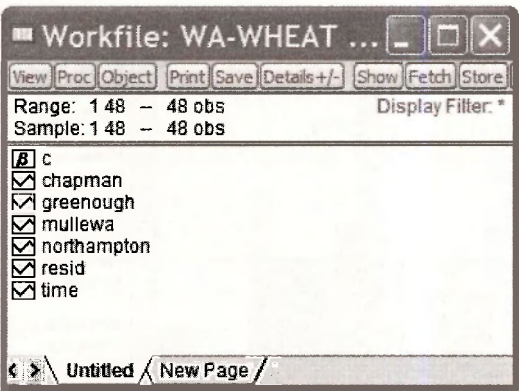 Workfile: WA-WHEAT ...
View Proc Object Print Save Details+/- Show Fetch Store
Range: 1 48 – 48 obs Display Filter: *
Sample: 1 48 – 48 obs
β c
chapman
greenough
mullewa
northampton
resid
time
Untitled New Page